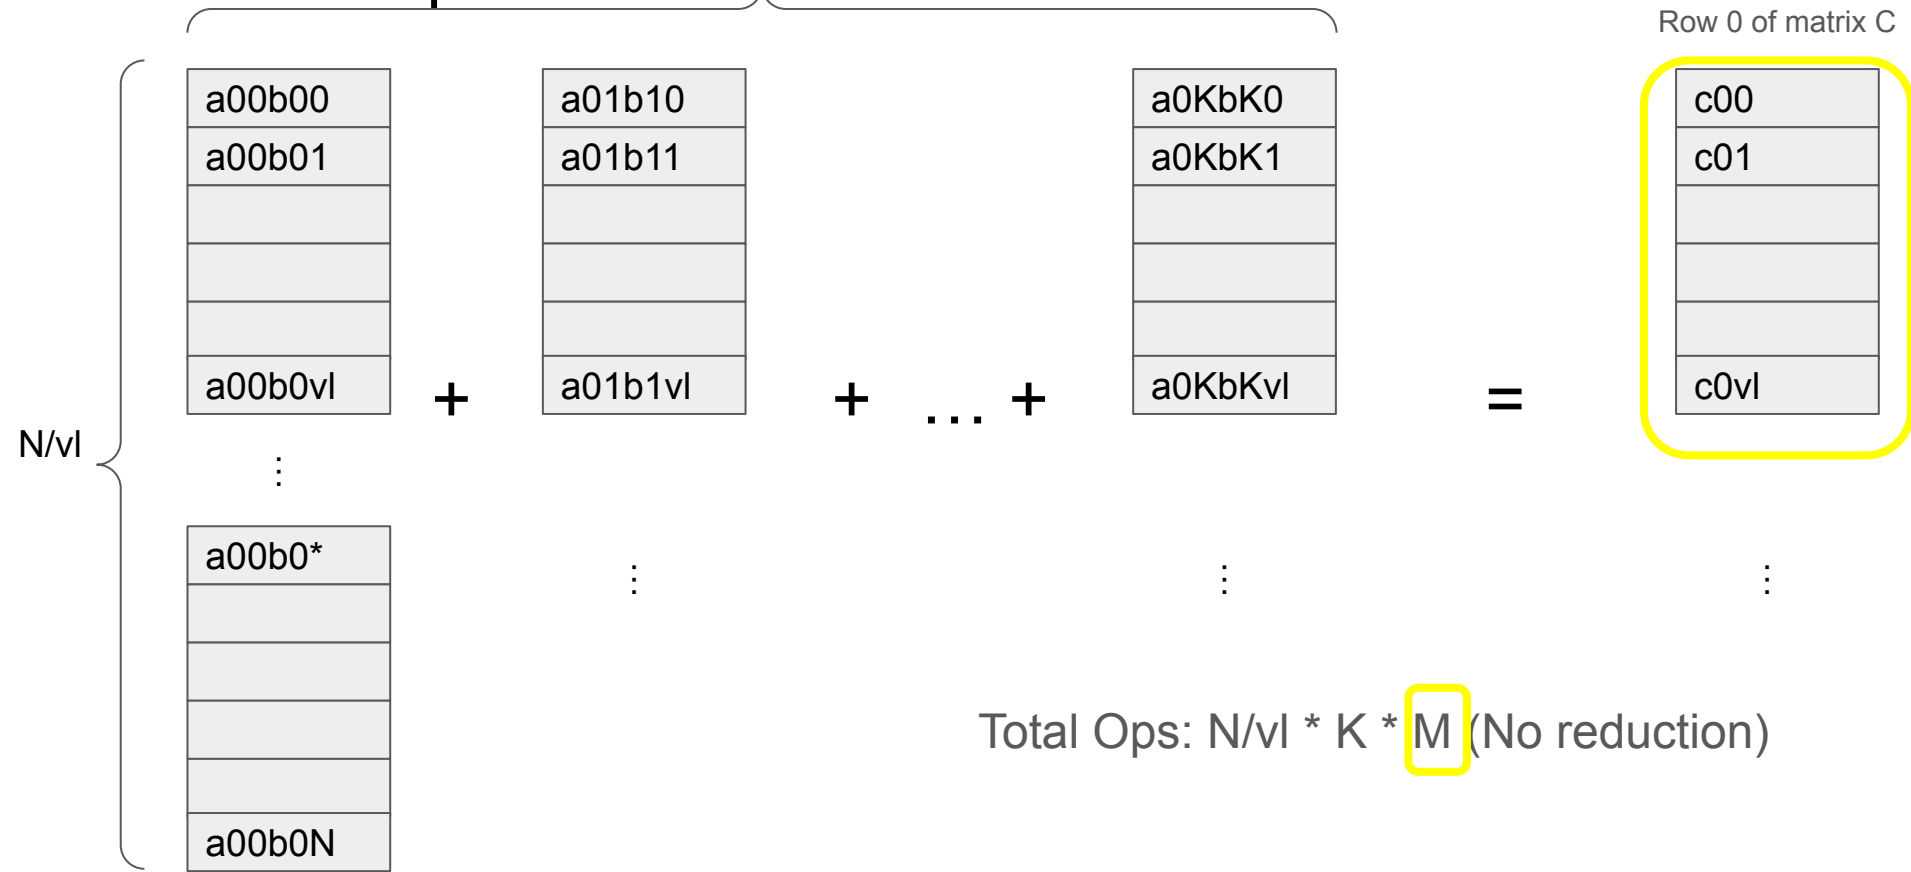 Row 0 of matrix C
a00b00 a01b10 a0KbK0 c00
a00b01 a01b11 a0KbK1 c01
a00b0vl + a01b1vl + ... + a0KbKvl = c0vl
N/vl
⋮
a00b0*
⋮ ⋮ ⋮
Total Ops: N/vl * K * M (No reduction)
a00b0N